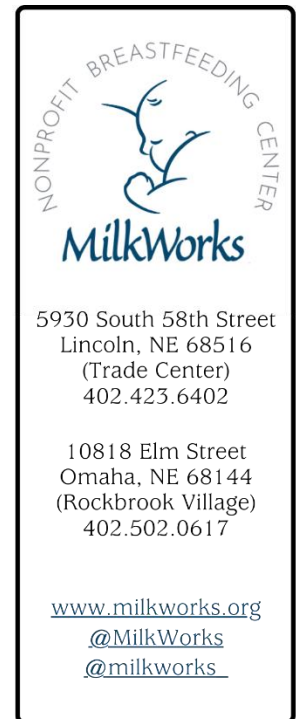 NONPROFIT BREASTFEEDING CENTER
MilkWorks
5930 South 58th Street
Lincoln, NE 68516
(Trade Center)
402.423.6402
10818 Elm Street
Omaha, NE 68144
(Rockbrook Village)
402.502.0617
www.milkworks.org
@MilkWorks
@milkworks_